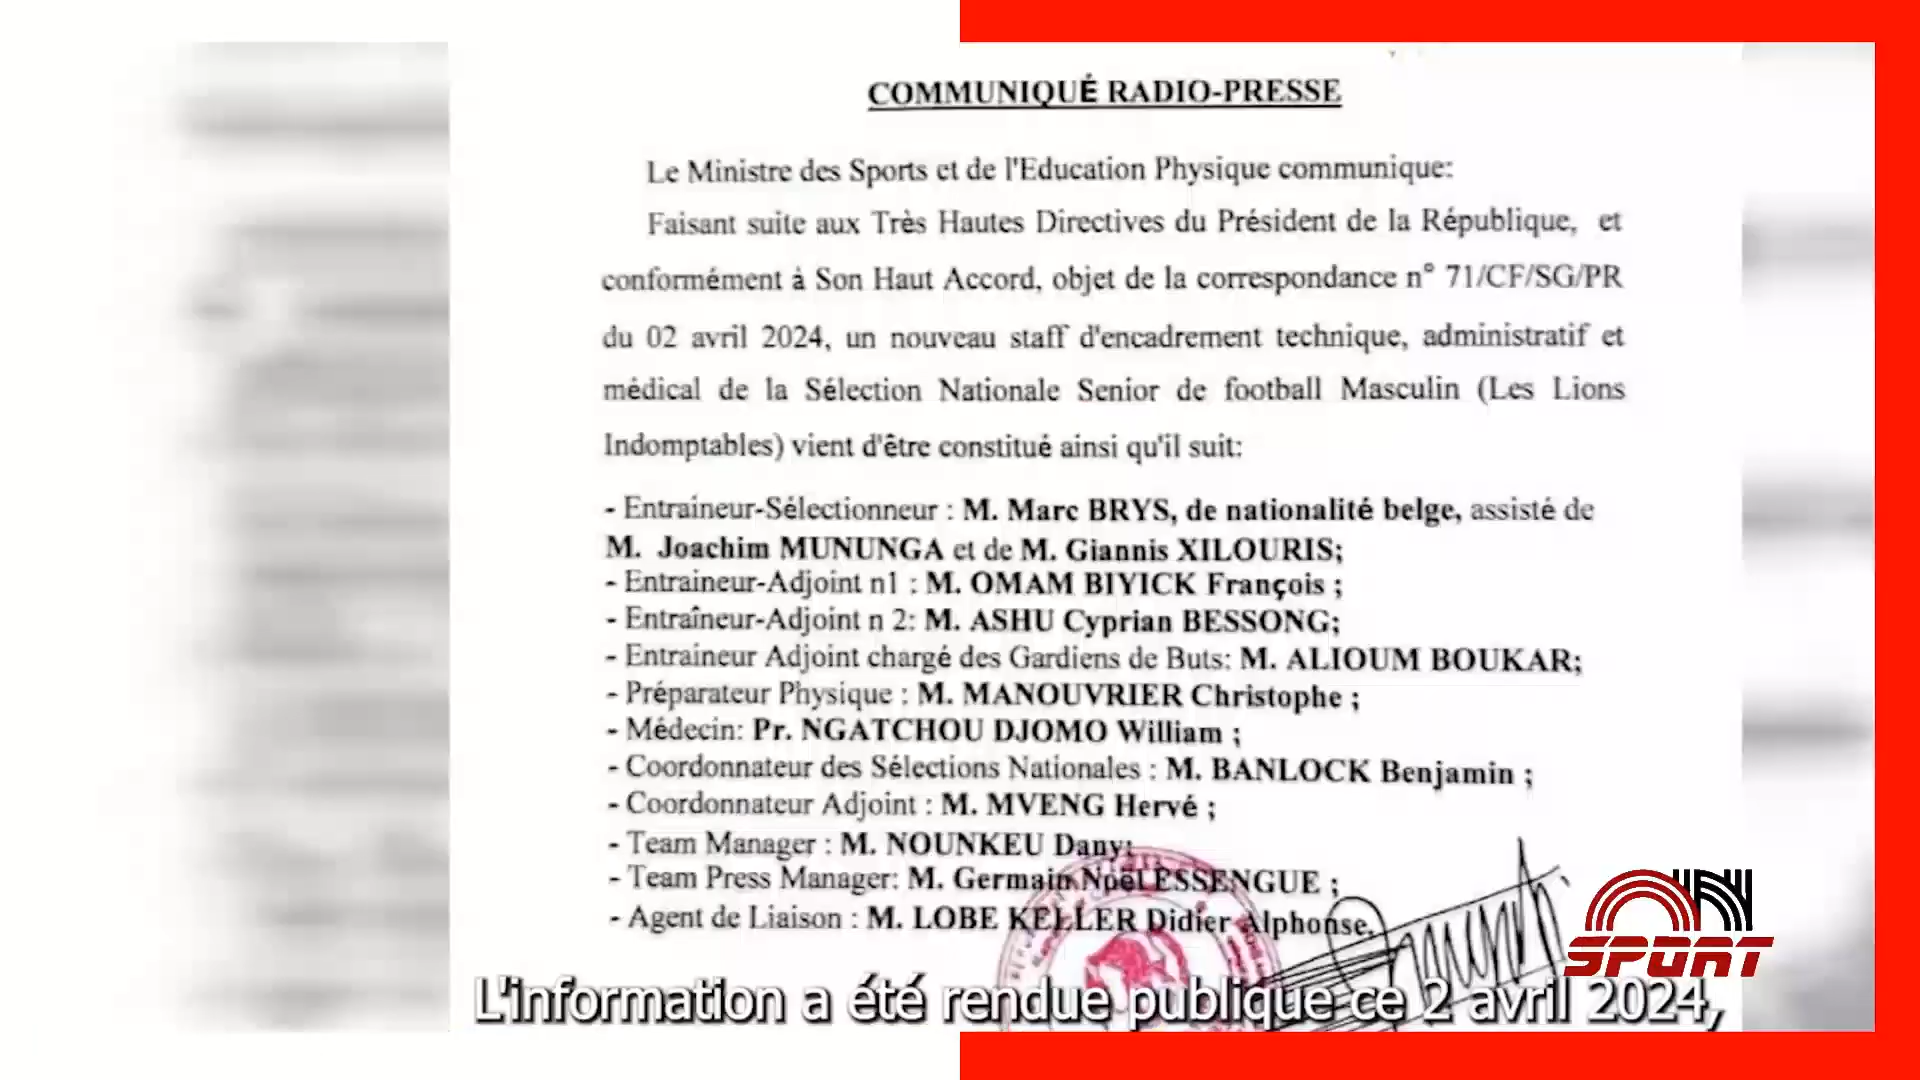 COMMUNIQUÉ RADIO-PRESSE
Le Ministre des Sports et de l'Education Physique communique:
Faisant suite aux Très Hautes Directives du Président de la République, et
conformément à Son Haut Accord, objet de la correspondance n° 71/CF/SG/PR
du 02 avril 2024, un nouveau staff d'encadrement technique, administratif et
médical de la Sélection Nationale Senior de football Masculin (Les Lions
Indomptables) vient d'être constitué ainsi qu'il suit:
- Entraineur-Sélectionneur : M. Marc BRYS, de nationalité belge, assisté de
M. Joachim MUNUNGA et de M. Giannis XILOURIS;
- Entraineur-Adjoint n1 : M. OMAM BIYICK François ;
- Entraîneur-Adjoint n 2: M. ASHU Cyprian BESSONG;
- Entraineur Adjoint chargé des Gardiens de Buts: M. ALIOUM BOUKAR;
- Préparateur Physique : M. MANOUVRIER Christophe ;
- Médecin: Pr. NGATCHOU DJOMO William ;
- Coordonnateur des Sélections Nationales : M. BANLOCK Benjamin ;
- Coordonnateur Adjoint : M. MVENG Hervé ;
- Team Manager : M. NOUNKEU Dany;
- Team Press Manager: M. Germain Noël ESSENGUE ;
- Agent de Liaison : M. LOBE KELLER Didier Alphonse.
ON
SPORT
L'information a été rendue publique ce 2 avril 2024,